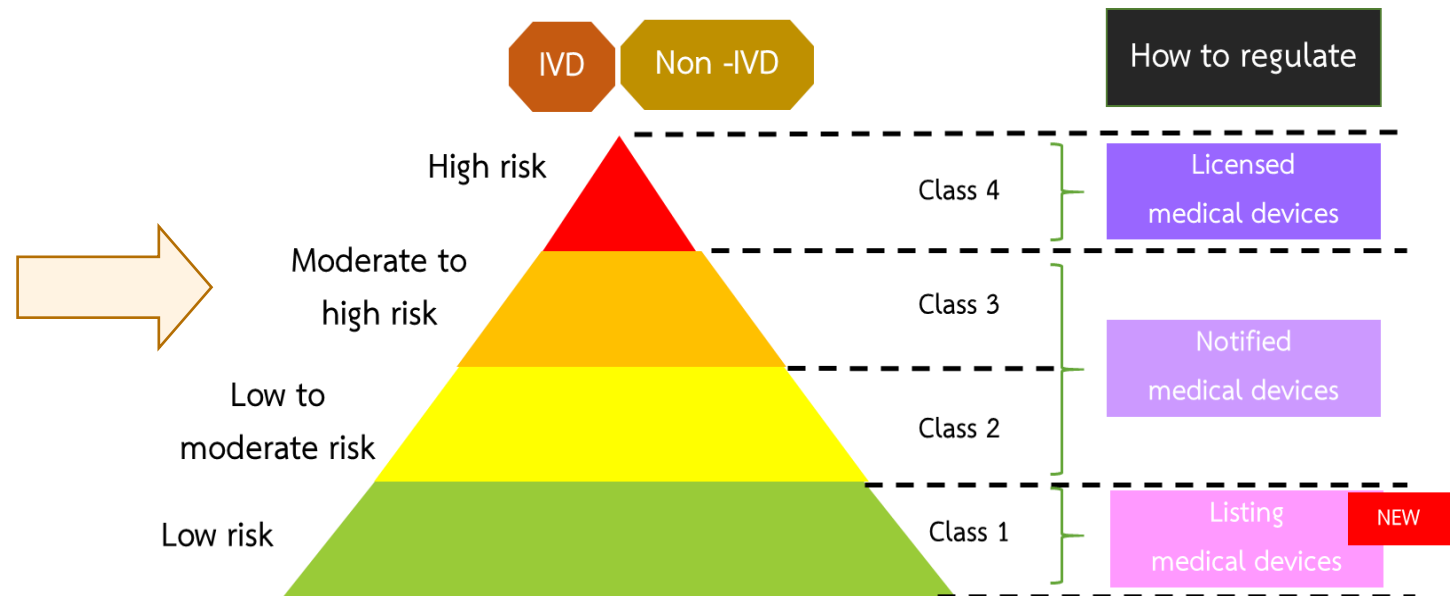 IVD
Non -IVD
How to regulate
High risk
Class 4
Licensed
medical devices
Moderate to
high risk
Class 3
Notified
medical devices
Low to
moderate risk
Class 2
Low risk
Class 1
Listing
medical devices
NEW